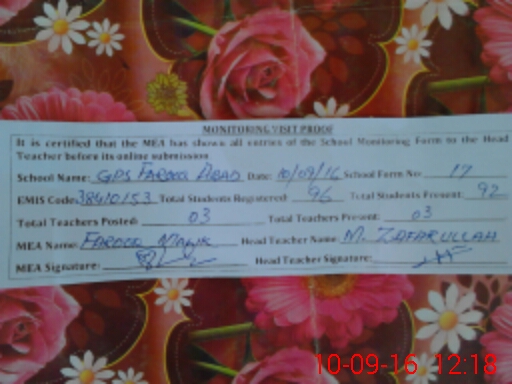 MONITORING VISIT PROOF
It is certified that the MEA has shown all entries of the School Monitoring Form to the Head
Teacher before its online submission
School Name: GPS FAROOQ ABAD Date: 10/09/16 School Form No: 17
EMIS Code: 38410153 Total Students Registered: 96 Total Students Present: 92
Total Teachers Posted: 03 Total Teachers Present: 03
MEA Name: FAROOQ MALIK Head Teacher Name: M. ZAFARULLAH
MEA Signature: Head Teacher Signature:
10-09-16 12:18